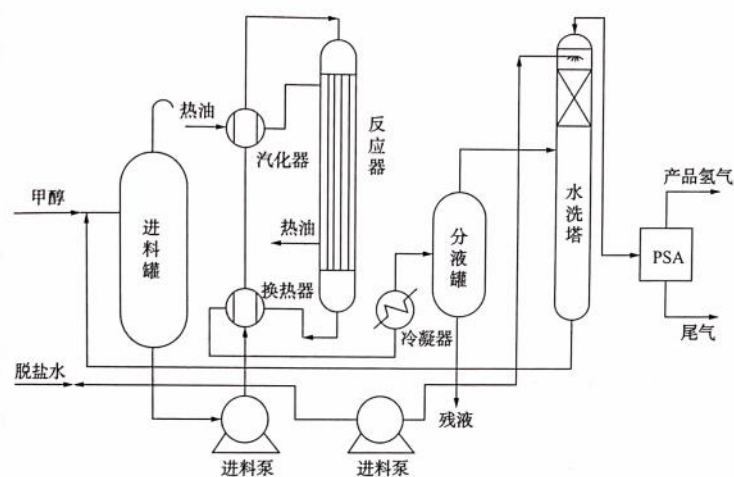 热油
汽化器
反应器
甲醇
进料罐
热油
换热器
分液罐
冷凝器
水洗塔
产品氢气
PSA
尾气
脱盐水
残液
进料泵
进料泵